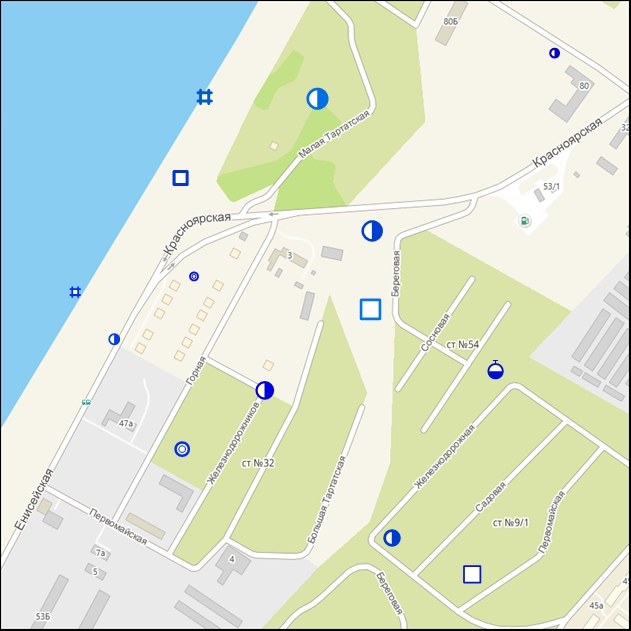 80Б
80
Малая Тартатская
Красноярская
32
53/1
Красноярская
3
Береговая
Сосновая
ст №54
Горная
47а
Железнодорожников
ст №32
Железнодорожная
Садовая
Енисейская
Первомайская
Большая Тартатская
ст №9/1
Первомайская
7а
5
4
Береговая
53Б
45а
45